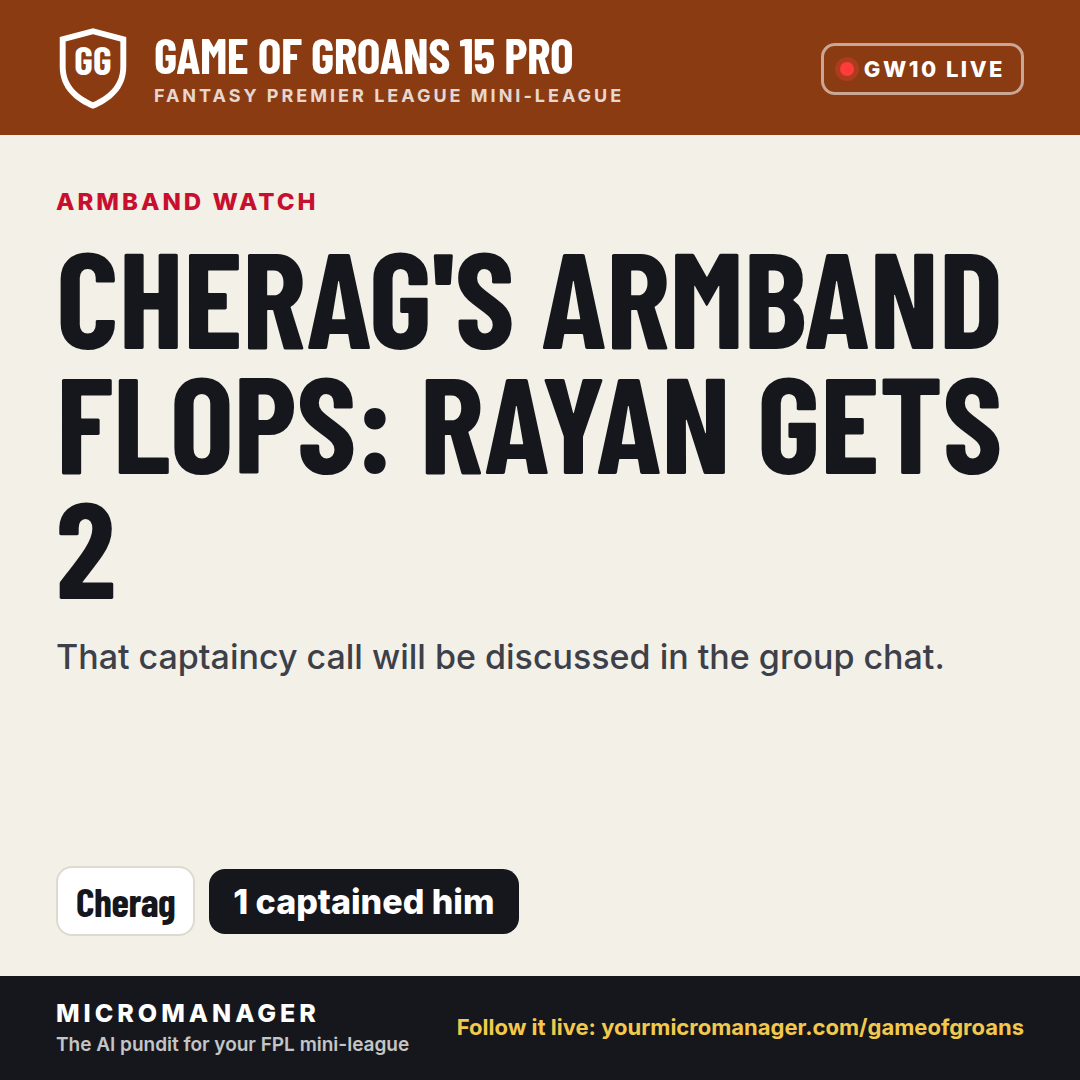 GG
GAME OF GROANS 15 PRO
FANTASY PREMIER LEAGUE MINI-LEAGUE
GW10 LIVE
ARMBAND WATCH
CHERAG'S ARMBAND
FLOPS: RAYAN GETS
2
That captaincy call will be discussed in the group chat.
Cherag
1 captained him
MICROMANAGER
The AI pundit for your FPL mini-league
Follow it live: yourmicromanager.com/gameofgroans